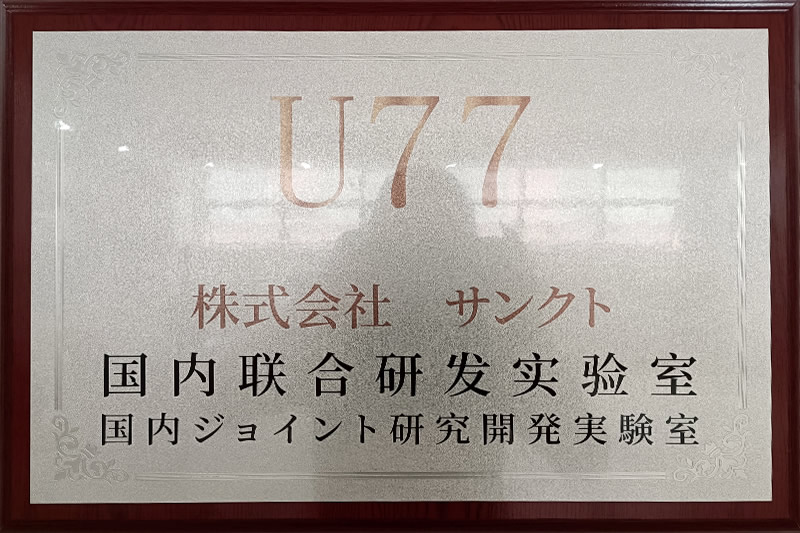 U77
株式会社　サンクト
国内联合研发实验室
国内ジョイント研究開発実験室